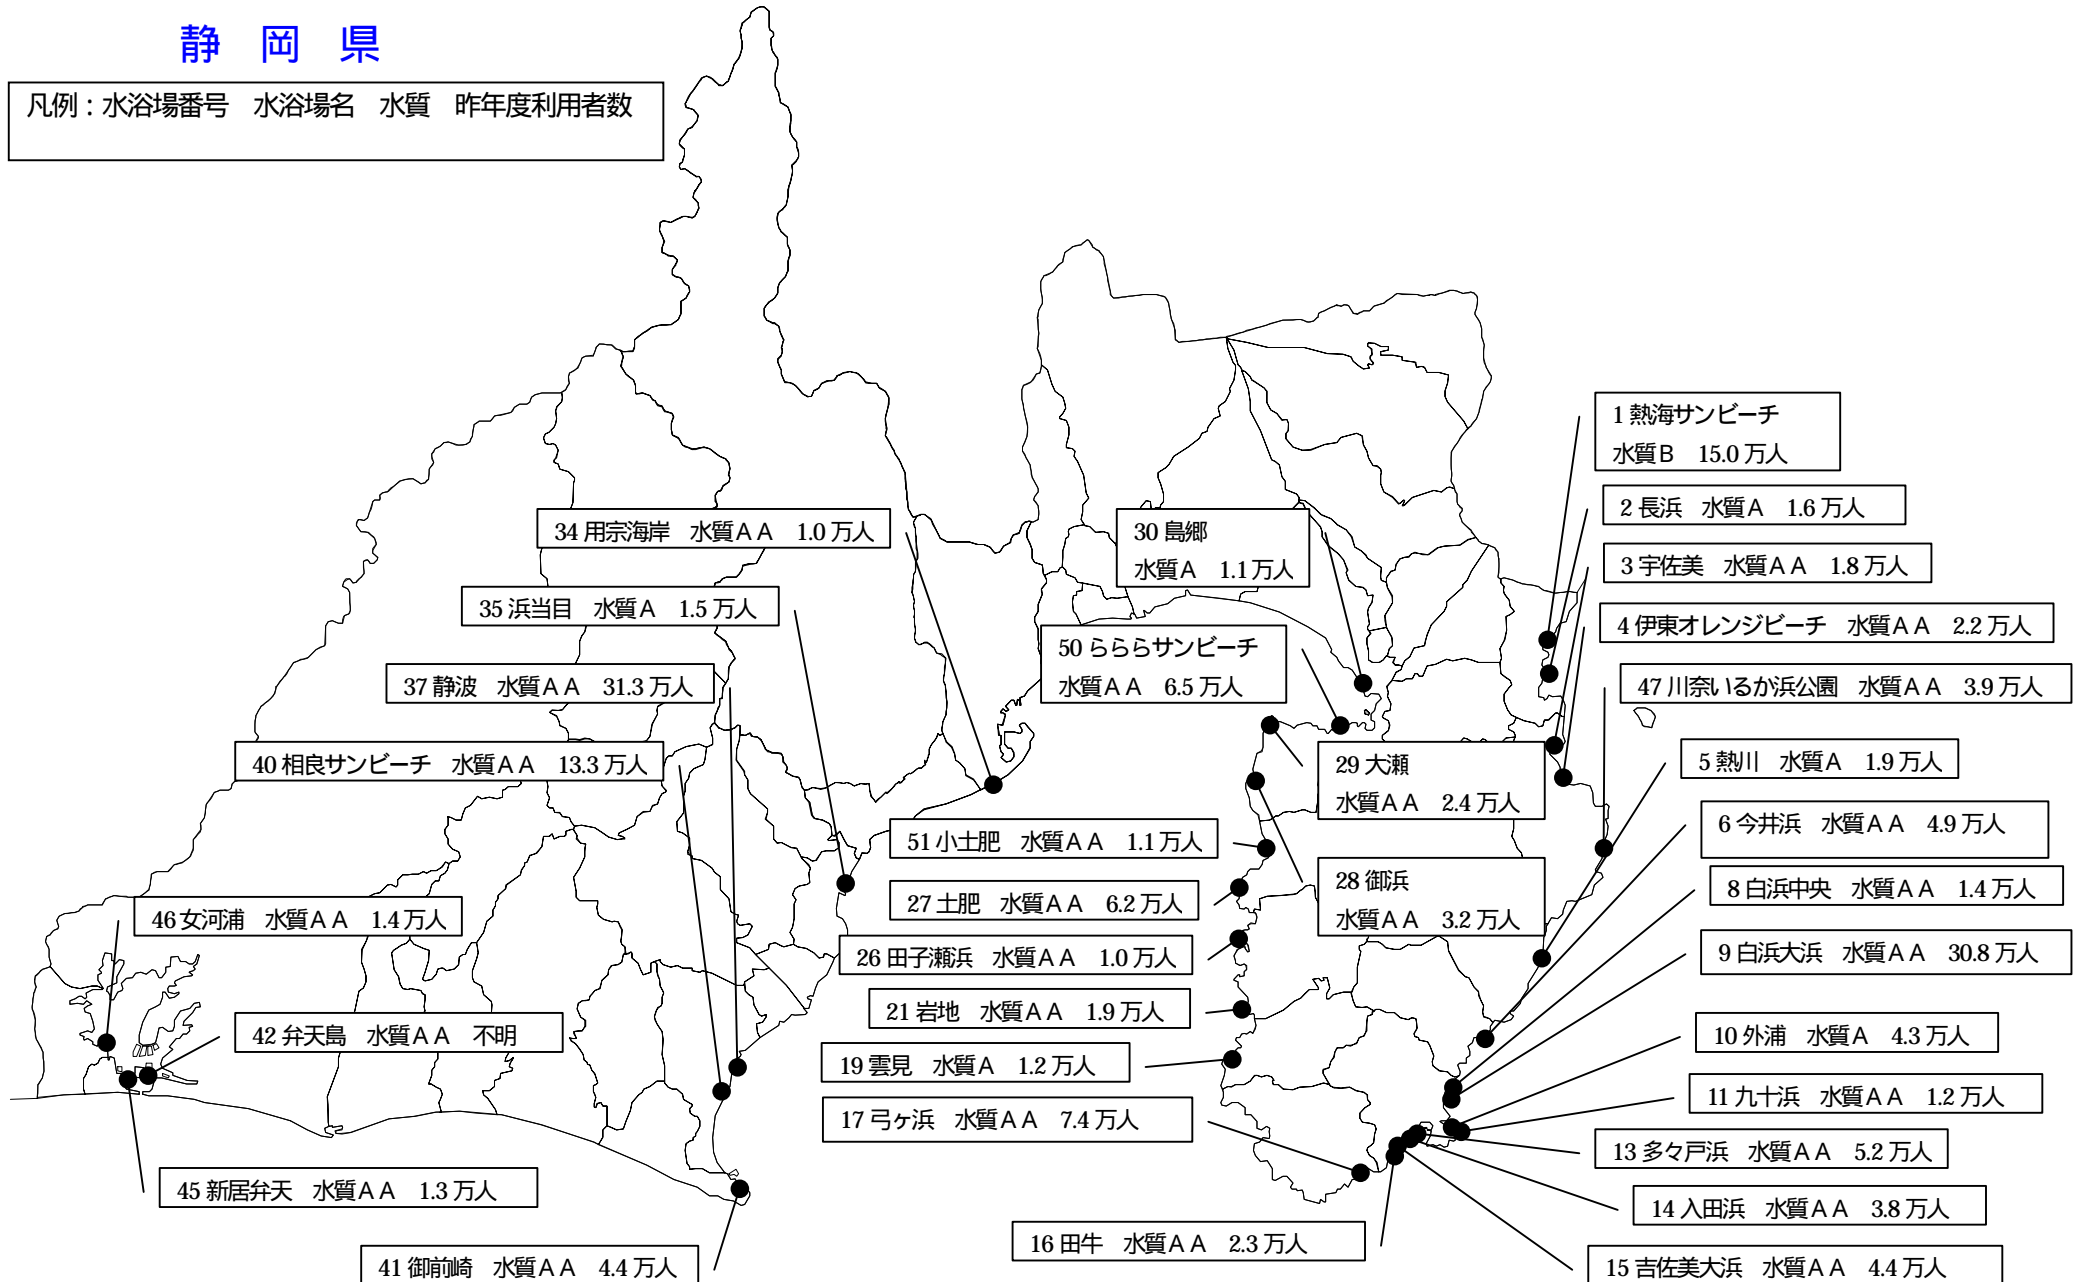 静 岡 県
凡例：水浴場番号　水浴場名　水質　昨年度利用者数
1 熱海サンビーチ
水質Ｂ　15.0 万人
2 長浜　水質Ａ　1.6 万人
34 用宗海岸　水質ＡＡ　1.0 万人
30 島郷
水質Ａ　1.1 万人
3 宇佐美　水質ＡＡ　1.8 万人
35 浜当目　水質Ａ　1.5 万人
4 伊東オレンジビーチ　水質ＡＡ　2.2 万人
50 らららサンビーチ
水質ＡＡ　6.5 万人
37 静波　水質ＡＡ　31.3 万人
47 川奈いるか浜公園　水質ＡＡ　3.9 万人
40 相良サンビーチ　水質ＡＡ　13.3 万人
29 大瀬
水質ＡＡ　2.4 万人
5 熱川　水質Ａ　1.9 万人
6 今井浜　水質ＡＡ　4.9 万人
51 小土肥　水質ＡＡ　1.1 万人
28 御浜
水質ＡＡ　3.2 万人
8 白浜中央　水質ＡＡ　1.4 万人
27 土肥　水質ＡＡ　6.2 万人
46 女河浦　水質ＡＡ　1.4 万人
9 白浜大浜　水質ＡＡ　30.8 万人
26 田子瀬浜　水質ＡＡ　1.0 万人
21 岩地　水質ＡＡ　1.9 万人
42 弁天島　水質ＡＡ　不明
10 外浦　水質Ａ　4.3 万人
19 雲見　水質Ａ　1.2 万人
11 九十浜　水質ＡＡ　1.2 万人
17 弓ヶ浜　水質ＡＡ　7.4 万人
13 多々戸浜　水質ＡＡ　5.2 万人
45 新居弁天　水質ＡＡ　1.3 万人
14 入田浜　水質ＡＡ　3.8 万人
16 田牛　水質ＡＡ　2.3 万人
41 御前崎　水質ＡＡ　4.4 万人
15 吉佐美大浜　水質ＡＡ　4.4 万人